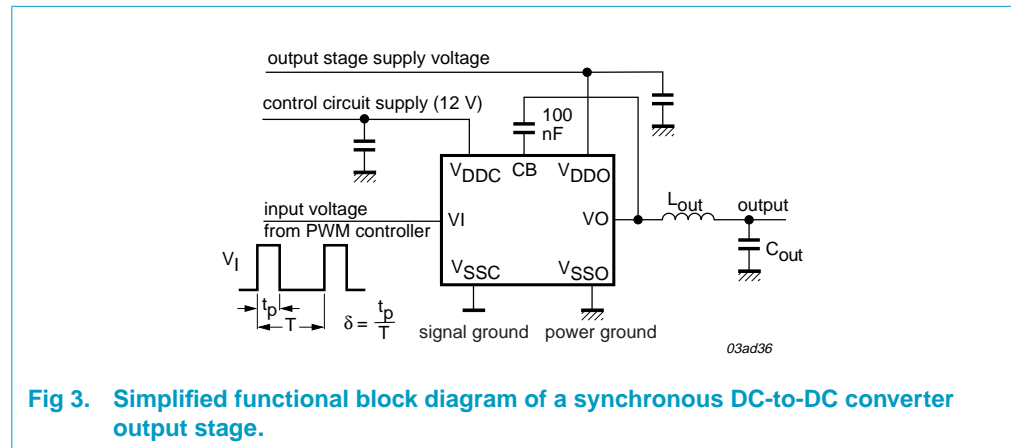 output stage supply voltage
control circuit supply (12 V)
100
nF
VDDC CB VDDO
Lout output
input voltage
from PWM controller
VI VO
Cout
VI
VSSC VSSO
tp
T
δ = tp
T
signal ground power ground
03ad36
Fig 3. Simplified functional block diagram of a synchronous DC-to-DC converter
output stage.